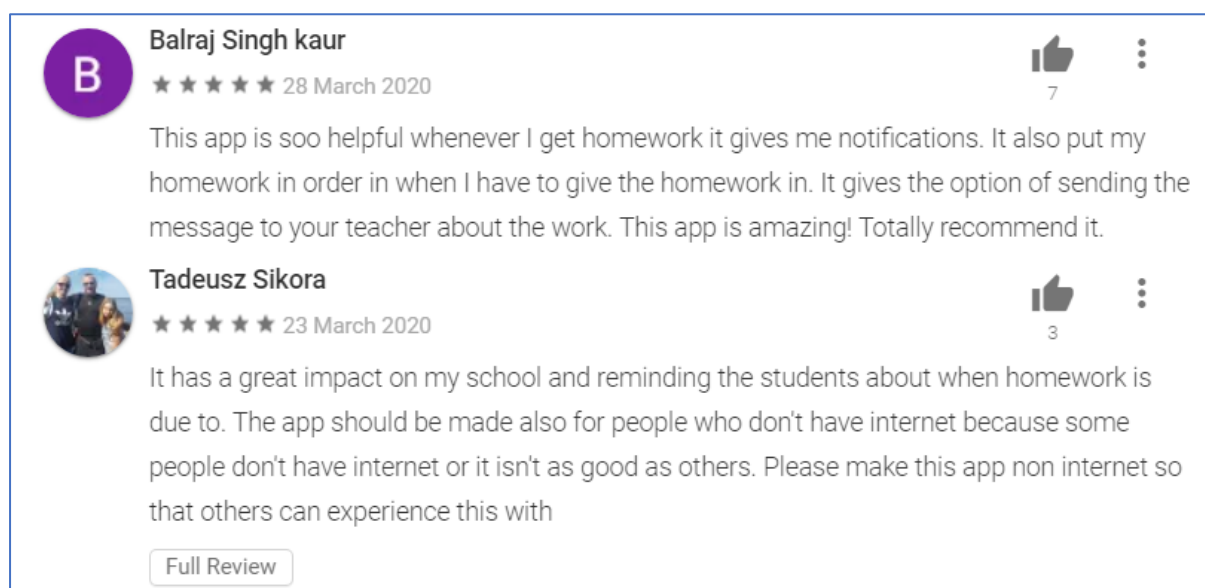 B
Balraj Singh kaur
★ ★ ★ ★ ★ 28 March 2020
7
This app is soo helpful whenever I get homework it gives me notifications. It also put my
homework in order in when I have to give the homework in. It gives the option of sending the
message to your teacher about the work. This app is amazing! Totally recommend it.
Tadeusz Sikora
★ ★ ★ ★ ★ 23 March 2020
3
It has a great impact on my school and reminding the students about when homework is
due to. The app should be made also for people who don't have internet because some
people don't have internet or it isn't as good as others. Please make this app non internet so
that others can experience this with
Full Review